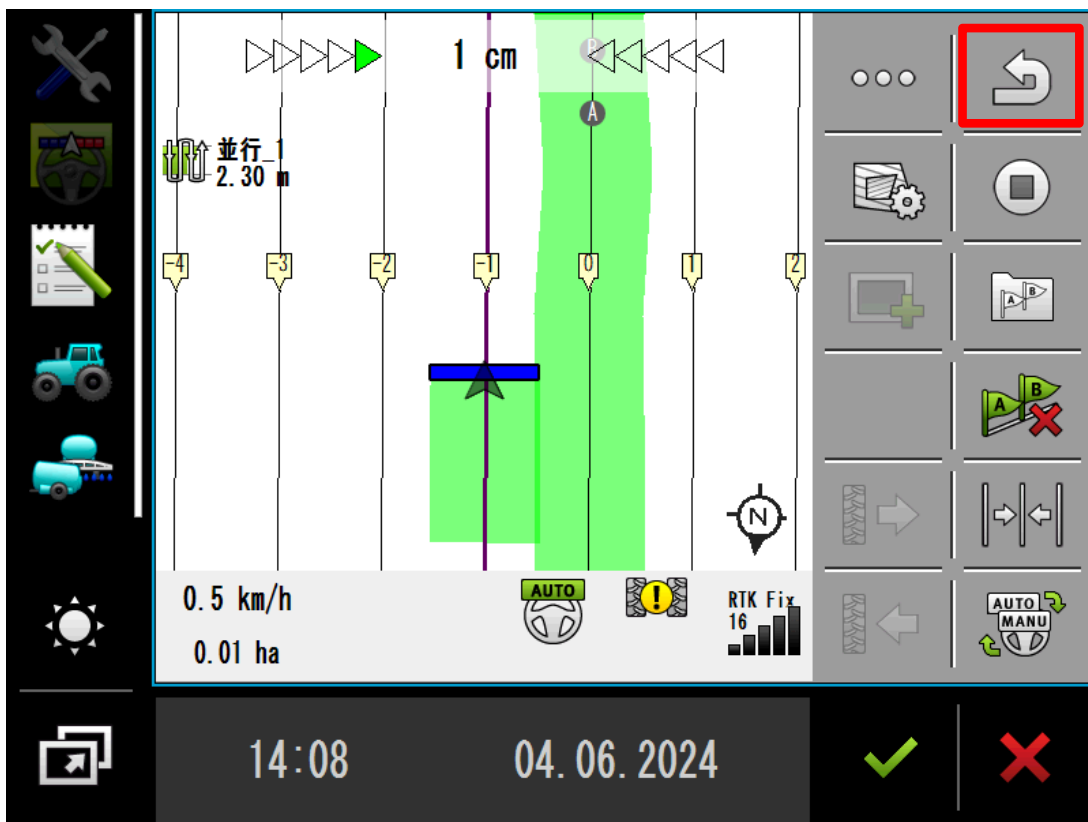 1 cm
B
A
並行_1
2.30 m
-4
-3
-2
-1
0
1
2
N
0.5 km/h
0.01 ha
AUTO
RTK Fix
16
A B
A B
AUTO
MANU
14:08
04.06.2024